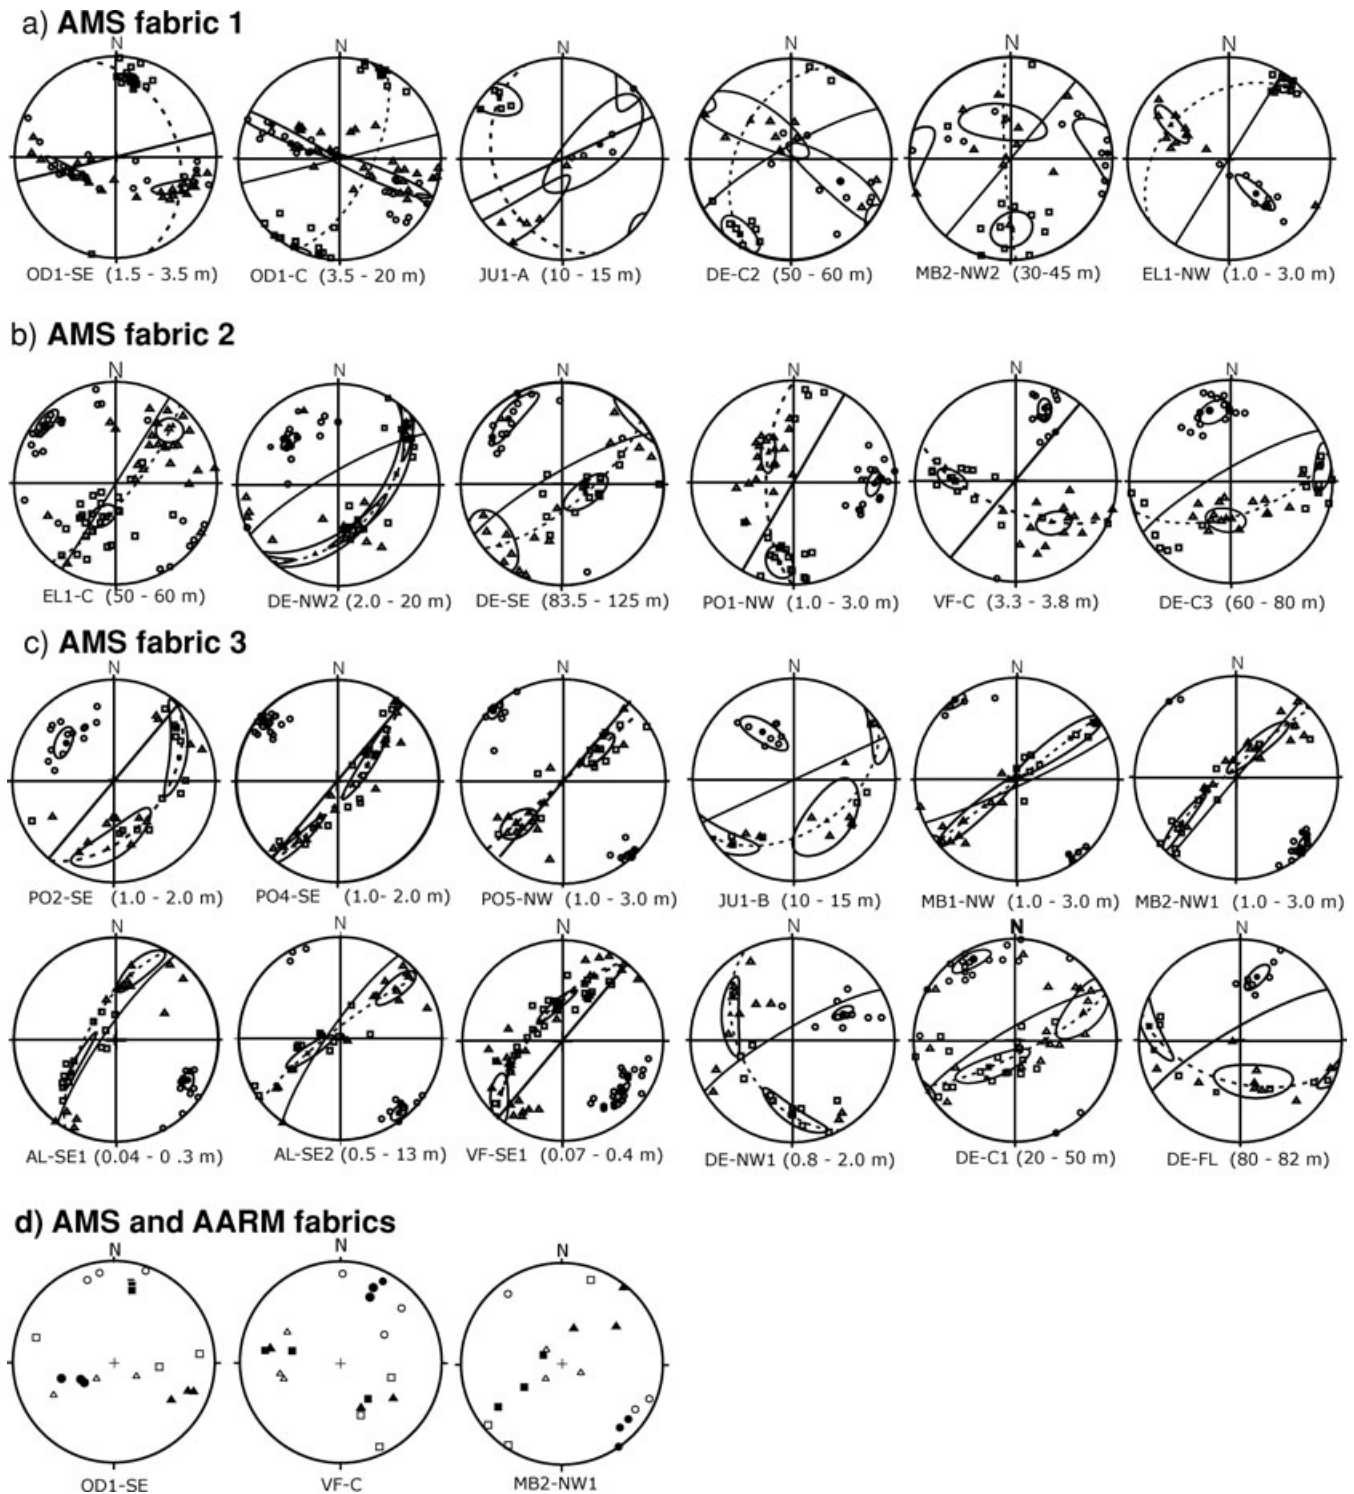 a) AMS fabric 1
N N N N N N
OD1-SE (1.5 - 3.5 m) OD1-C (3.5 - 20 m) JU1-A (10 - 15 m) DE-C2 (50 - 60 m) MB2-NW2 (30-45 m) EL1-NW (1.0 - 3.0 m)
b) AMS fabric 2
N N N N N N
EL1-C (50 - 60 m) DE-NW2 (2.0 - 20 m) DE-SE (83.5 - 125 m) PO1-NW (1.0 - 3.0 m) VF-C (3.3 - 3.8 m) DE-C3 (60 - 80 m)
c) AMS fabric 3
N N N N N N
PO2-SE (1.0 - 2.0 m) PO4-SE (1.0- 2.0 m) PO5-NW (1.0 - 3.0 m) JU1-B (10 - 15 m) MB1-NW (1.0 - 3.0 m) MB2-NW1 (1.0 - 3.0 m)
N N N N N N
AL-SE1 (0.04 - 0 .3 m) AL-SE2 (0.5 - 13 m) VF-SE1 (0.07 - 0.4 m) DE-NW1 (0.8 - 2.0 m) DE-C1 (20 - 50 m) DE-FL (80 - 82 m)
d) AMS and AARM fabrics
N N N
OD1-SE VF-C MB2-NW1